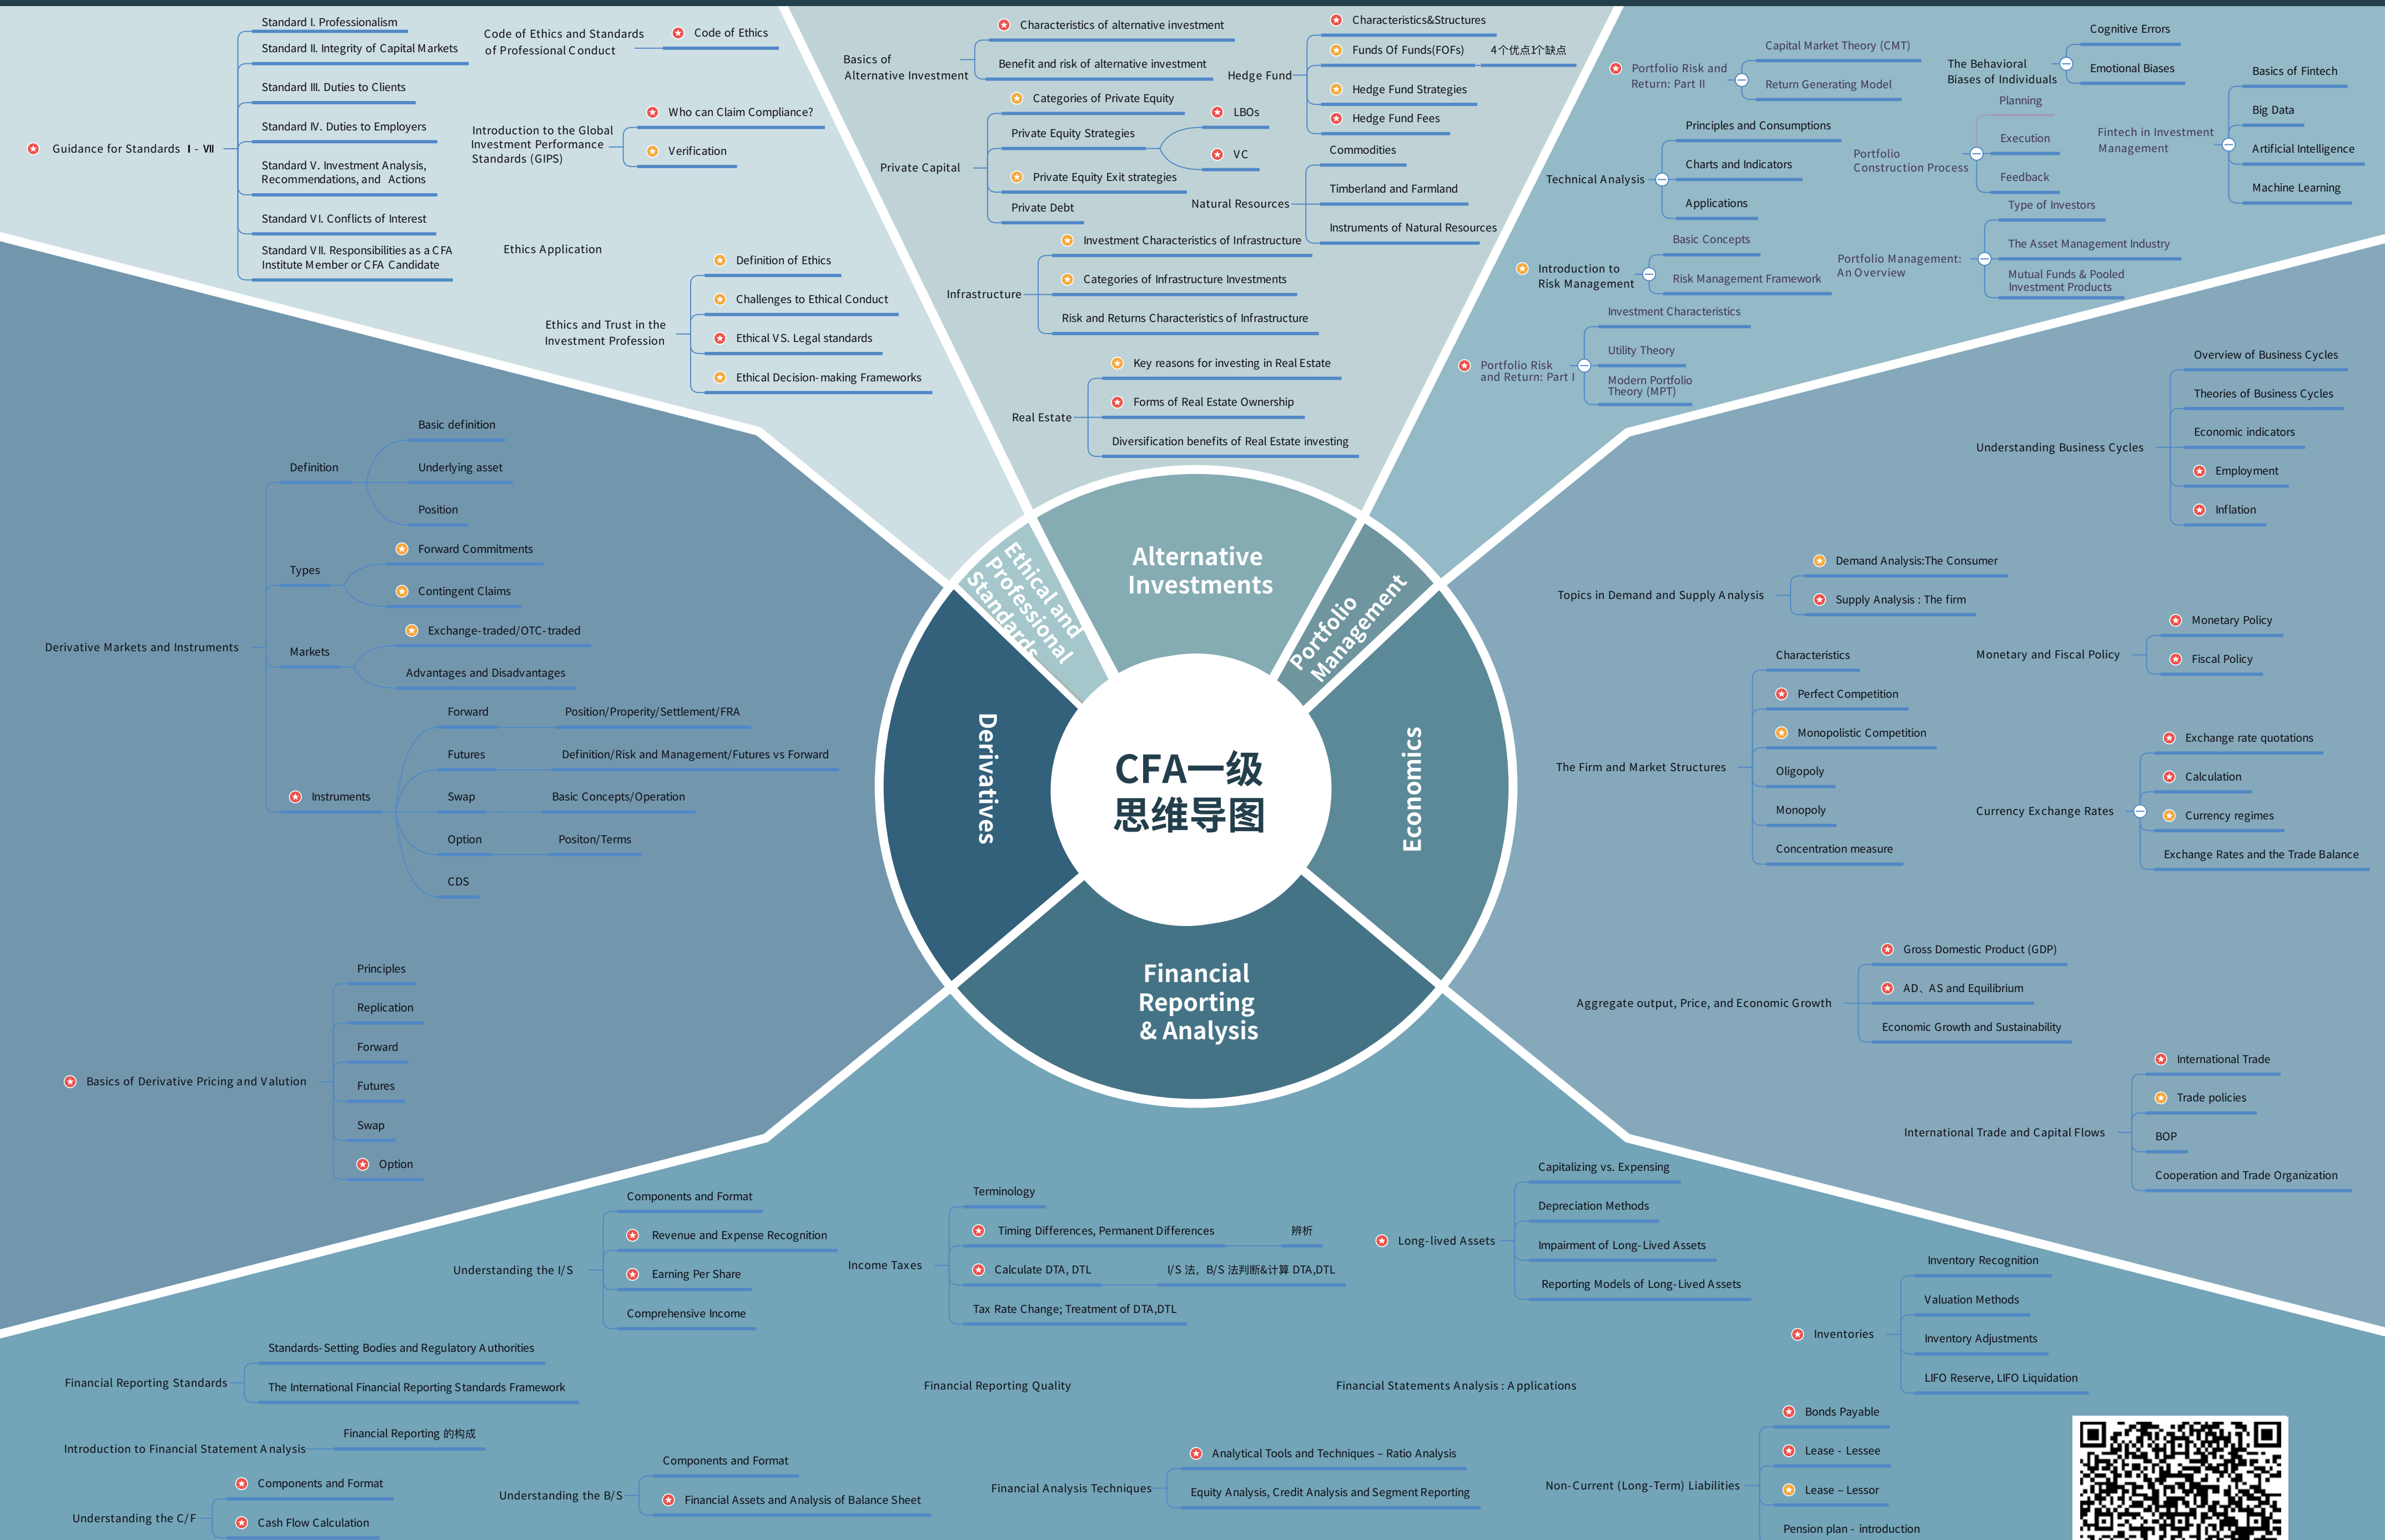 Standard I. Professionalism
Standard II. Integrity of Capital Markets
Standard III. Duties to Clients
Standard IV. Duties to Employers
Guidance for Standards I - VII
Standard V. Investment Analysis,
Recommendations, and Actions
Standard VI. Conflicts of Interest
Standard VII. Responsibilities as a CFA
Institute Member or CFA Candidate
Code of Ethics and Standards
of Professional Conduct
Code of Ethics
Who can Claim Compliance?
Introduction to the Global
Investment Performance
Standards (GIPS)
Verification
Ethics Application
Definition of Ethics
Challenges to Ethical Conduct
Ethics and Trust in the
Investment Profession
Ethical VS. Legal standards
Ethical Decision-making Frameworks
Characteristics of alternative investment
Basics of
Alternative Investment
Benefit and risk of alternative investment
Categories of Private Equity
Private Equity Strategies
LBOs
VC
Private Capital
Private Equity Exit strategies
Private Debt
Characteristics&Structures
Funds Of Funds(FOFs)
4个优点1个缺点
Hedge Fund
Hedge Fund Strategies
Hedge Fund Fees
Commodities
Timberland and Farmland
Natural Resources
Instruments of Natural Resources
Investment Characteristics of Infrastructure
Categories of Infrastructure Investments
Infrastructure
Risk and Returns Characteristics of Infrastructure
Key reasons for investing in Real Estate
Forms of Real Estate Ownership
Real Estate
Diversification benefits of Real Estate investing
Capital Market Theory (CMT)
Portfolio Risk and
Return: Part II
Return Generating Model
Cognitive Errors
The Behavioral
Biases of Individuals
Emotional Biases
Basics of Fintech
Big Data
Fintech in Investment
Management
Artificial Intelligence
Machine Learning
Principles and Consumptions
Charts and Indicators
Technical Analysis
Applications
Planning
Execution
Portfolio
Construction Process
Feedback
Basic Concepts
Introduction to
Risk Management
Risk Management Framework
Type of Investors
The Asset Management Industry
Portfolio Management:
An Overview
Mutual Funds & Pooled
Investment Products
Investment Characteristics
Utility Theory
Portfolio Risk
and Return: Part I
Modern Portfolio
Theory (MPT)
Basic definition
Definition
Underlying asset
Position
Forward Commitments
Types
Contingent Claims
Exchange-traded/OTC-traded
Derivative Markets and Instruments
Markets
Advantages and Disadvantages
Forward
Position/Properity/Settlement/FRA
Futures
Definition/Risk and Management/Futures vs Forward
Instruments
Swap
Basic Concepts/Operation
Option
Positon/Terms
CDS
Principles
Replication
Forward
Basics of Derivative Pricing and Valution
Futures
Swap
Option
Ethical and
Professional
Standards
Alternative
Investments
Portfolio
Management
Derivatives
CFA一级
思维导图
Economics
Financial
Reporting
& Analysis
Overview of Business Cycles
Theories of Business Cycles
Economic indicators
Understanding Business Cycles
Employment
Inflation
Demand Analysis:The Consumer
Topics in Demand and Supply Analysis
Supply Analysis : The firm
Monetary Policy
Monetary and Fiscal Policy
Fiscal Policy
Characteristics
Perfect Competition
Monopolistic Competition
The Firm and Market Structures
Oligopoly
Monopoly
Concentration measure
Exchange rate quotations
Calculation
Currency Exchange Rates
Currency regimes
Exchange Rates and the Trade Balance
Gross Domestic Product (GDP)
AD、AS and Equilibrium
Aggregate output, Price, and Economic Growth
Economic Growth and Sustainability
International Trade
Trade policies
International Trade and Capital Flows
BOP
Cooperation and Trade Organization
Components and Format
Revenue and Expense Recognition
Understanding the I/S
Earning Per Share
Comprehensive Income
Terminology
Timing Differences, Permanent Differences
辨析
Income Taxes
Calculate DTA, DTL
I/S 法，B/S 法判断&计算 DTA,DTL
Tax Rate Change; Treatment of DTA,DTL
Capitalizing vs. Expensing
Depreciation Methods
Long-lived Assets
Impairment of Long-Lived Assets
Reporting Models of Long-Lived Assets
Inventory Recognition
Valuation Methods
Inventories
Inventory Adjustments
LIFO Reserve, LIFO Liquidation
Standards-Setting Bodies and Regulatory Authorities
Financial Reporting Standards
The International Financial Reporting Standards Framework
Financial Reporting Quality
Financial Statements Analysis : Applications
Introduction to Financial Statement Analysis
Financial Reporting 的构成
Components and Format
Understanding the C/F
Cash Flow Calculation
Components and Format
Understanding the B/S
Financial Assets and Analysis of Balance Sheet
Analytical Tools and Techniques – Ratio Analysis
Financial Analysis Techniques
Equity Analysis, Credit Analysis and Segment Reporting
Bonds Payable
Lease - Lessee
Non-Current (Long-Term) Liabilities
Lease – Lessor
Pension plan - introduction